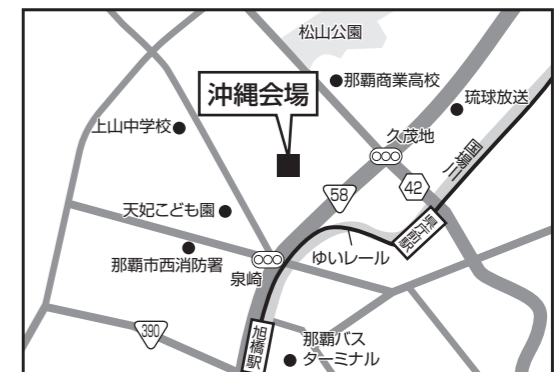 松山公園
那覇商業高校
沖縄会場
琉球放送
上山中学校
久茂地
国場川
58
42
天妃こども園
県庁前駅
那覇市西消防署
ゆいレール
泉崎
390
旭橋駅
那覇バス
ターミナル